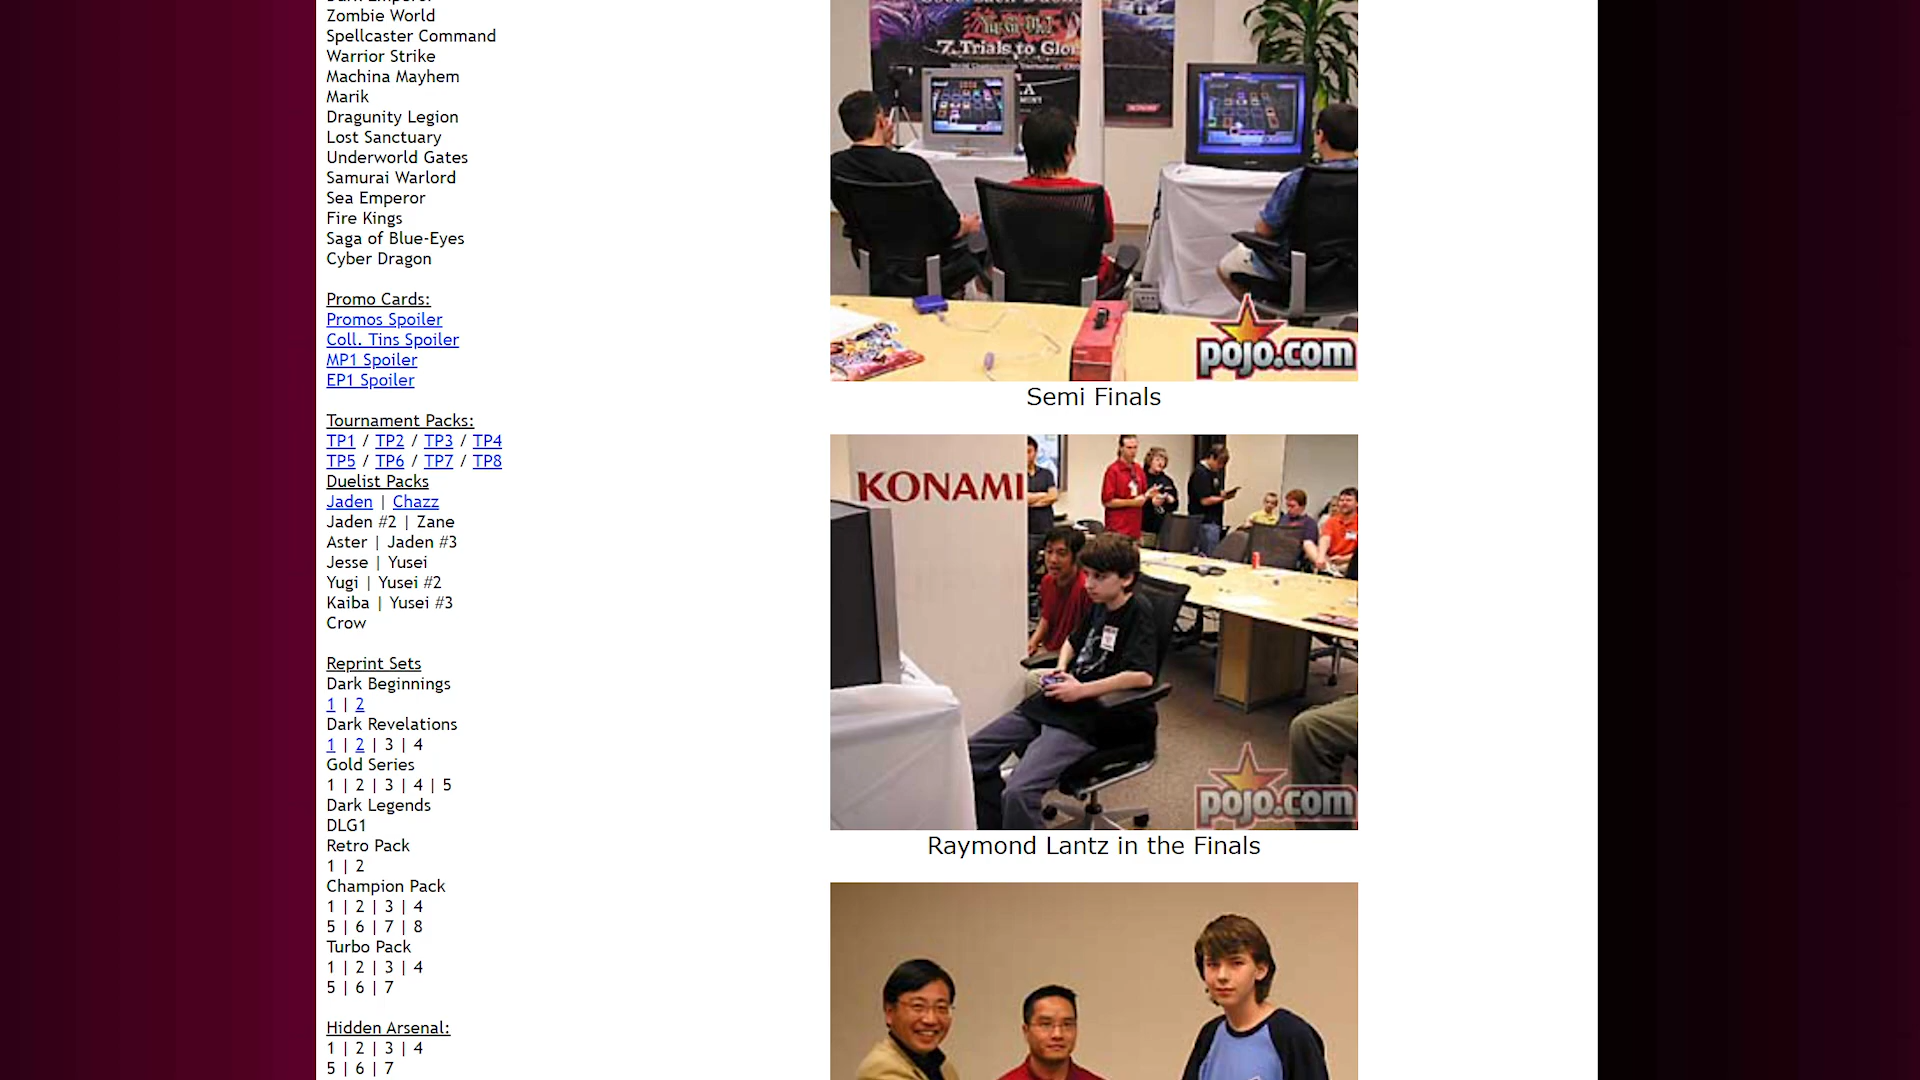 Zombie World
Spellcaster Command
Warrior Strike
Machina Mayhem
Marik
Dragunity Legion
Lost Sanctuary
Underworld Gates
Samurai Warlord
Sea Emperor
Fire Kings
Saga of Blue-Eyes
Cyber Dragon
Promo Cards:
Promos Spoiler
Coll. Tins Spoiler
MP1 Spoiler
EP1 Spoiler
Tournament Packs:
TP1 / TP2 / TP3 / TP4
TP5 / TP6 / TP7 / TP8
Duelist Packs
Jaden | Chazz
Jaden #2 | Zane
Aster | Jaden #3
Jesse | Yusei
Yugi | Yusei #2
Kaiba | Yusei #3
Crow
Reprint Sets
Dark Beginnings
1 | 2
Dark Revelations
1 | 2 | 3 | 4
Gold Series
1 | 2 | 3 | 4 | 5
Dark Legends
DLG1
Retro Pack
1 | 2
Champion Pack
1 | 2 | 3 | 4
5 | 6 | 7 | 8
Turbo Pack
1 | 2 | 3 | 4
5 | 6 | 7
Hidden Arsenal:
1 | 2 | 3 | 4
5 | 6 | 7
Yu-Gi-Oh!
7 Trials to Glory
pojo.com
Semi Finals
KONAMI
pojo.com
Raymond Lantz in the Finals